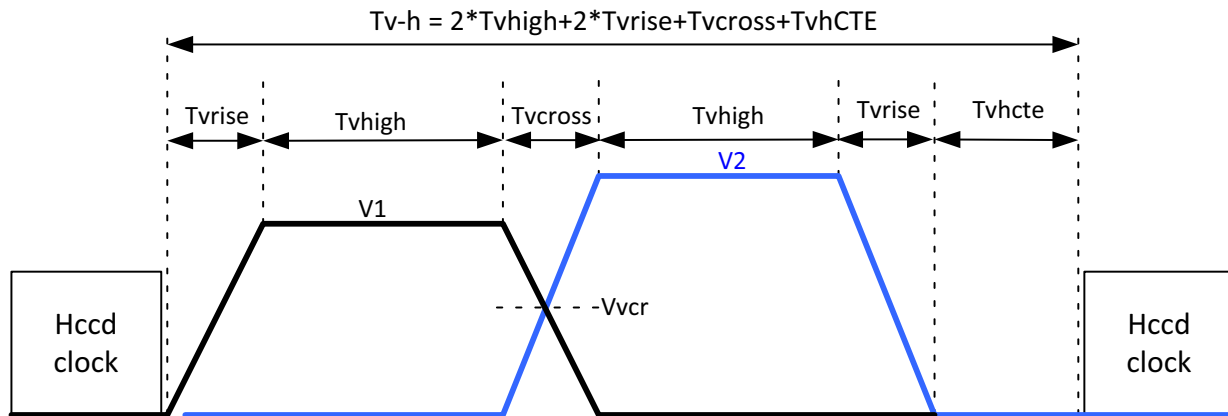 Tv-h = 2*Tvhigh+2*Tvrise+Tvcross+TvhCTE
Tvrise
Tvhigh
Tvcross
Tvhigh
Tvrise
Tvhcte
V1
V2
Vvcr
Hccd
clock
Hccd
clock